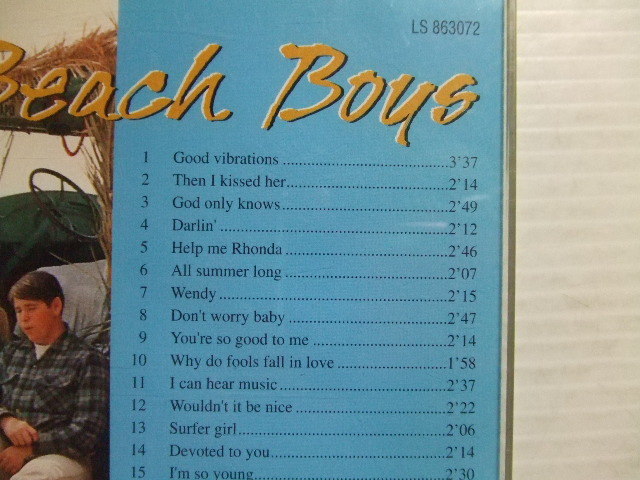 LS 863072
Beach Boys
1 Good vibrations 3'37
2 Then I kissed her 2'14
3 God only knows 2'49
4 Darlin' 2'12
5 Help me Rhonda 2'46
6 All summer long 2'07
7 Wendy 2'15
8 Don't worry baby 2'47
9 You're so good to me 2'14
10 Why do fools fall in love 1'58
11 I can hear music 2'37
12 Wouldn't it be nice 2'22
13 Surfer girl 2'06
14 Devoted to you 2'14
15 I'm so young 2'30